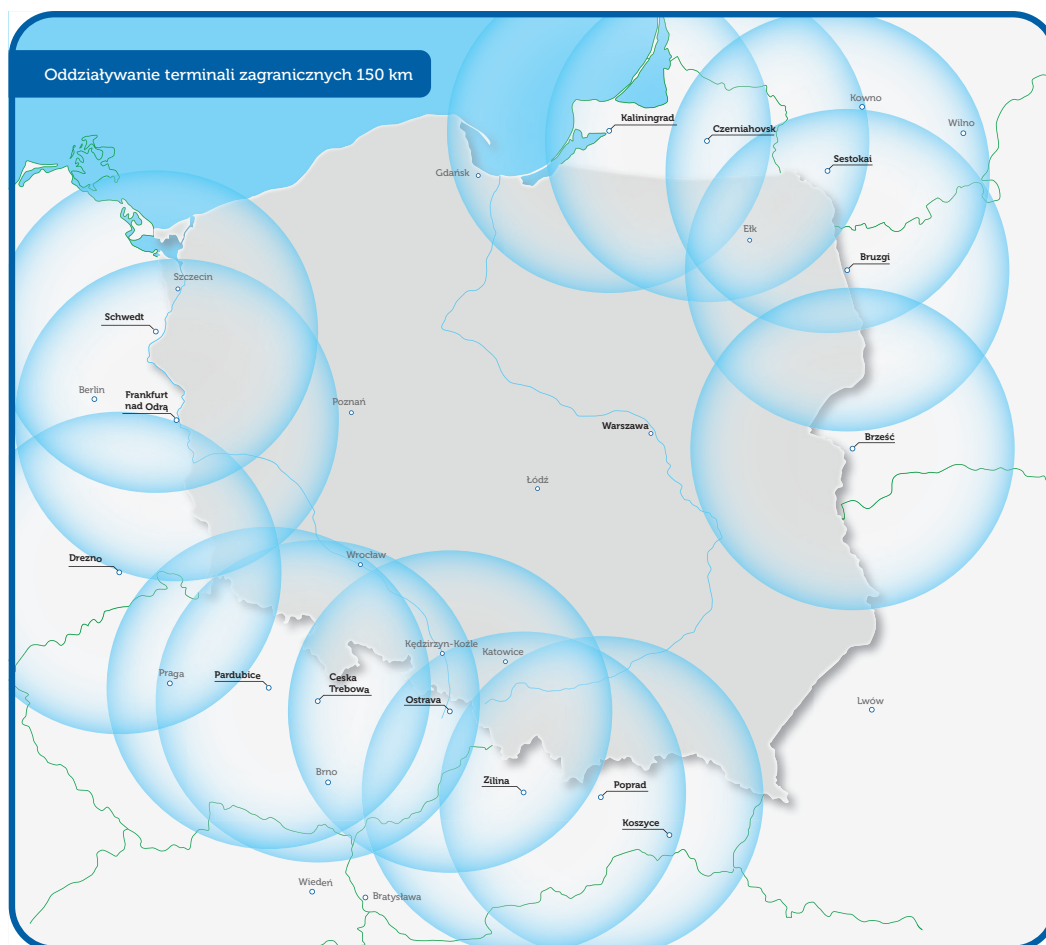 Oddziaływanie terminali zagranicznych 150 km
Kaliningrad
Czerniahovsk
Kowno
Wilno
Sestokai
Gdańsk
Ełk
Bruzgi
Szczecin
Schwedt
Berlin
Frankfurt
nad Odrą
Poznań
Warszawa
Brześć
Łódź
Drezno
Wrocław
Kędzirzyn-Koźle
Katowice
Praga
Pardubice
Ceska
Trebowa
Ostrava
Lwów
Brno
Zilina
Poprad
Koszyce
Wiedeń
Bratysława